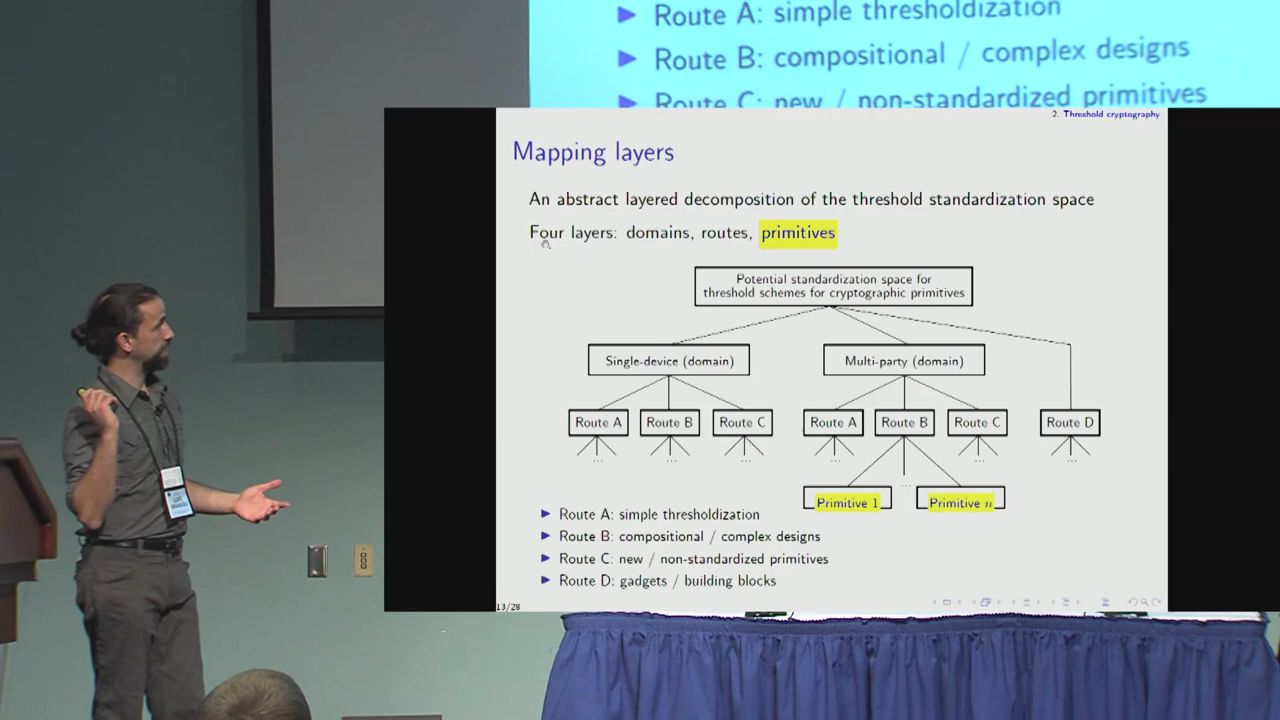 Route A: simple thresholdization
Route B: compositional / complex designs
Route C: new / non-standardized primitives
2. Threshold cryptography
Mapping layers
An abstract layered decomposition of the threshold standardization space
Four layers: domains, routes, primitives
Potential standardization space for
threshold schemes for cryptographic primitives
Single-device (domain)
Multi-party (domain)
Route A
Route B
Route C
Route A
Route B
Route C
Route D
...
...
...
...
...
...
...
Primitive 1
Primitive n
Route A: simple thresholdization
Route B: compositional / complex designs
Route C: new / non-standardized primitives
Route D: gadgets / building blocks
13/28